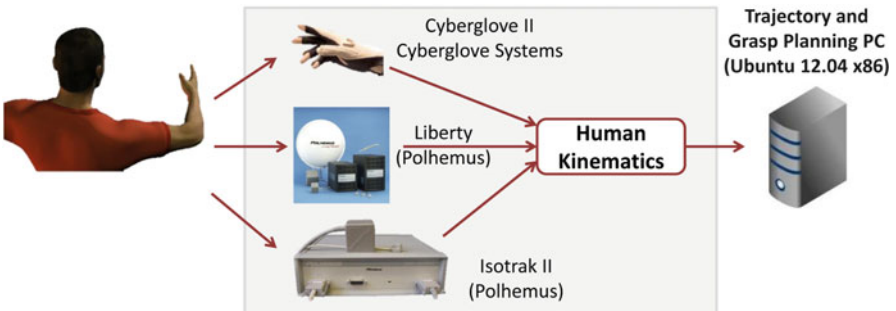 Cyberglove II
Cyberglove Systems
Trajectory and
Grasp Planning PC
(Ubuntu 12.04 x86)
POLHEMUS
Liberty
(Polhemus)
Human
Kinematics
Isotrak II
(Polhemus)